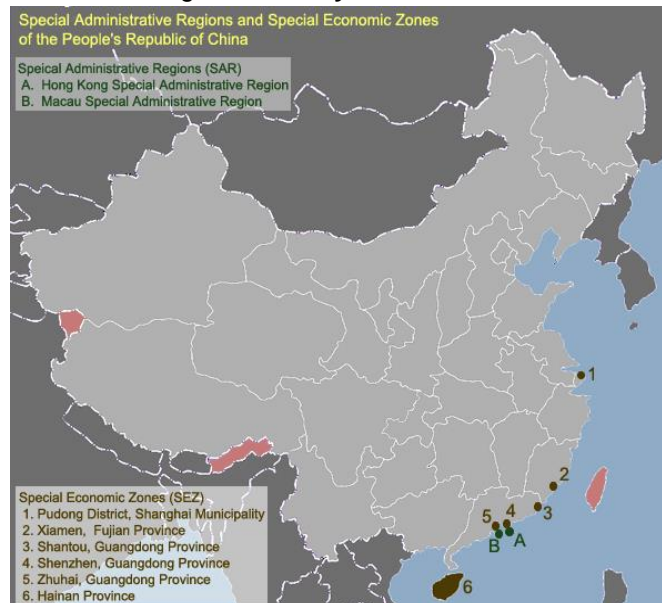 Special Administrative Regions and Special Economic Zones
of the People's Republic of China
Speical Administrative Regions (SAR)
A. Hong Kong Special Administrative Region
B. Macau Special Administrative Region
1
2
3
4
5
A
B
6
Special Economic Zones (SEZ)
1. Pudong District, Shanghai Municipality
2. Xiamen, Fujian Province
3. Shantou, Guangdong Province
4. Shenzhen, Guangdong Province
5. Zhuhai, Guangdong Province
6. Hainan Province